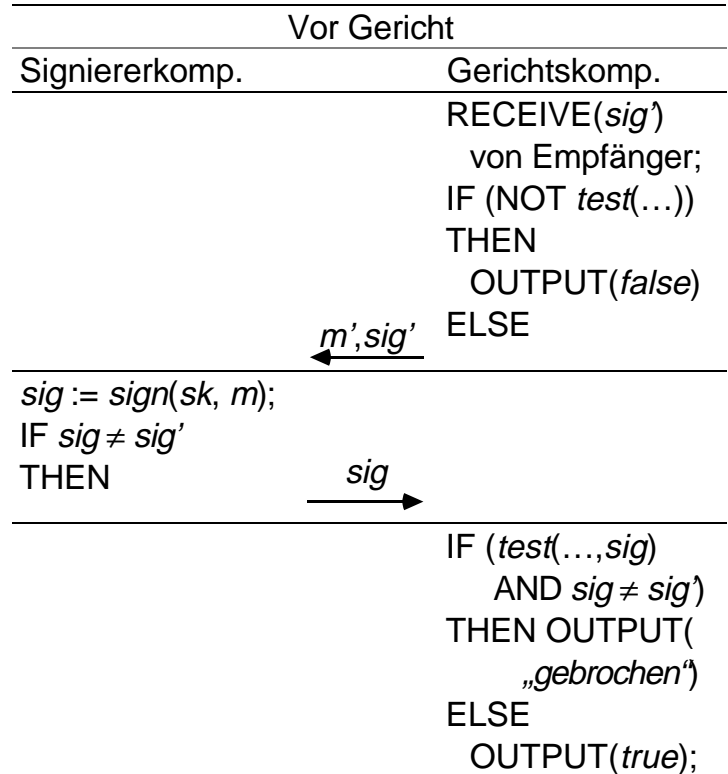 Vor Gericht
Signiererkomp. Gerichtskomp.
RECEIVE(sig’)
von Empfänger;
IF (NOT test(…))
THEN
OUTPUT(false)
m’,sig’ ELSE
sig := sign(sk, m);
IF sig ≠ sig’
THEN sig
IF (test(…,sig)
AND sig ≠ sig’)
THEN OUTPUT(
„gebrochen“)
ELSE
OUTPUT(true);